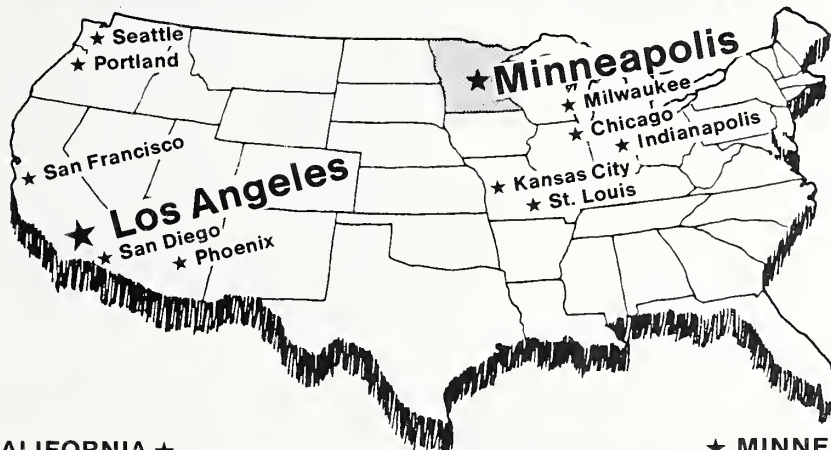 ★ Seattle
★ Portland
★ Minneapolis
★ Milwaukee
★ Chicago
★ Indianapolis
★ San Francisco
★ Kansas City
★ St. Louis
★ Los Angeles
★ San Diego
★ Phoenix
ALIFORNIA ★
★ MINNE